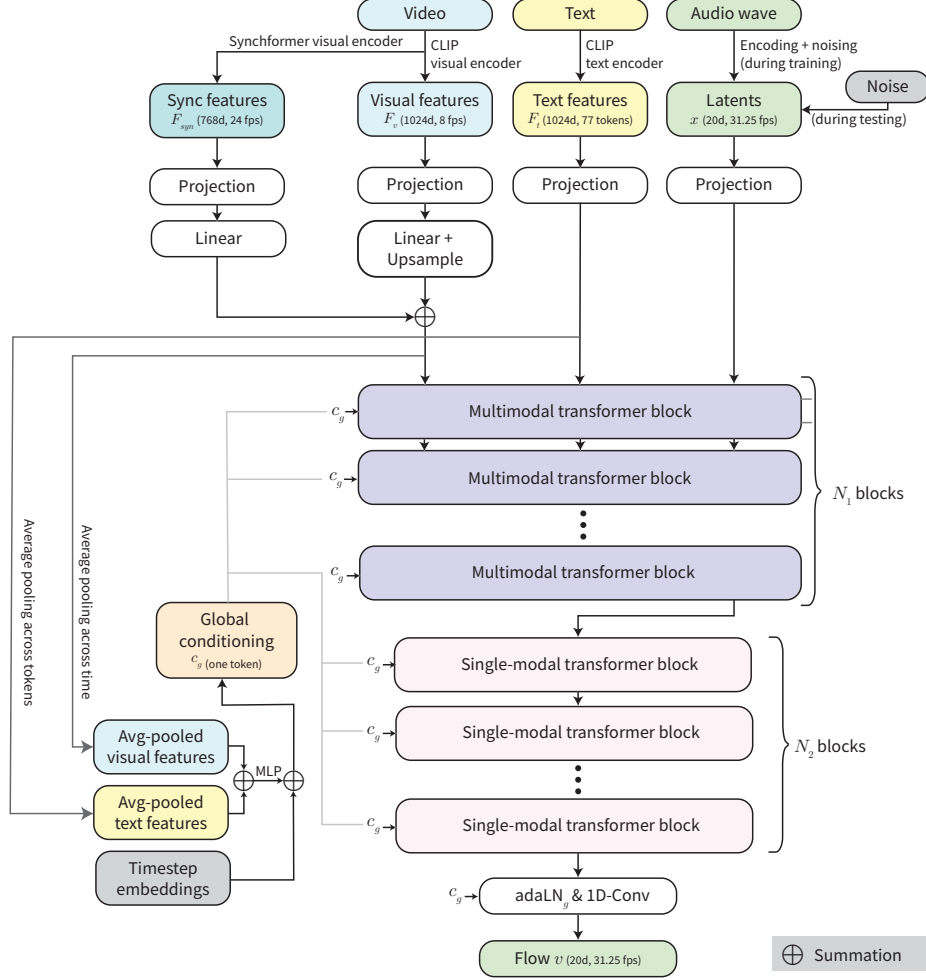 Video
Text
Audio wave
Synchformer visual encoder
CLIP
visual encoder
CLIP
text encoder
Encoding + noising
(during training)
Noise
(during testing)
Sync features
F_syn (768d, 24 fps)
Visual features
F_v (1024d, 8 fps)
Text features
F_t (1024d, 77 tokens)
Latents
x (20d, 31.25 fps)
Projection
Projection
Projection
Projection
Linear
Linear +
Upsample
c_g
Multimodal transformer block
c_g
Multimodal transformer block
N_1 blocks
c_g
Multimodal transformer block
Average pooling across tokens
Average pooling across time
Global
conditioning
c_g (one token)
c_g
Single-modal transformer block
c_g
Single-modal transformer block
N_2 blocks
c_g
Single-modal transformer block
Avg-pooled
visual features
MLP
Avg-pooled
text features
Timestep
embeddings
c_g
adaLN_g & 1D-Conv
Flow v (20d, 31.25 fps)
Summation